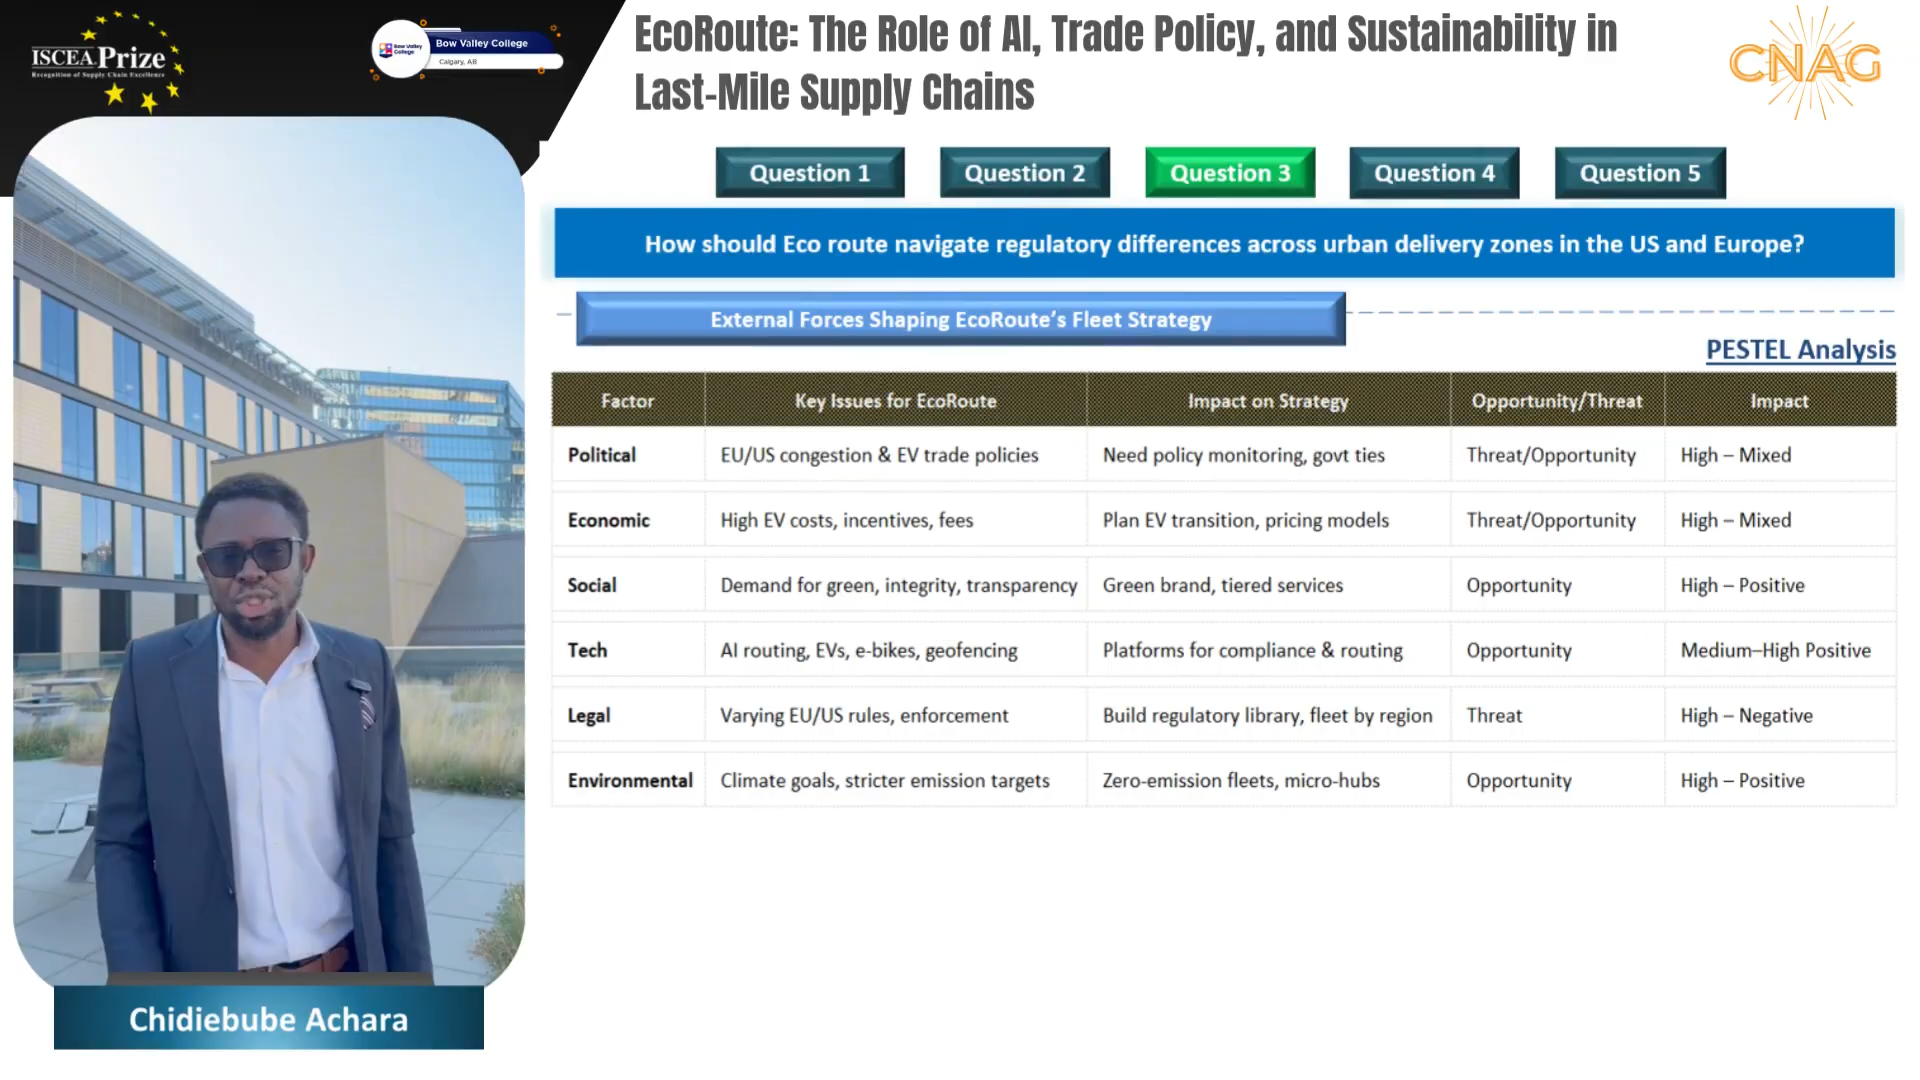 ISCEA Prize
Recognition of Supply Chain Excellence
Bow Valley College
Bow Valley College
Calgary, AB
EcoRoute: The Role of AI, Trade Policy, and Sustainability in
Last-Mile Supply Chains
CNAG
Question 1
Question 2
Question 3
Question 4
Question 5
How should Eco route navigate regulatory differences across urban delivery zones in the US and Europe?
External Forces Shaping EcoRoute's Fleet Strategy
PESTEL Analysis
Factor Key Issues for EcoRoute Impact on Strategy Opportunity/Threat Impact
Political EU/US congestion & EV trade policies Need policy monitoring, govt ties Threat/Opportunity High – Mixed
Economic High EV costs, incentives, fees Plan EV transition, pricing models Threat/Opportunity High – Mixed
Social Demand for green, integrity, transparency Green brand, tiered services Opportunity High – Positive
Tech AI routing, EVs, e-bikes, geofencing Platforms for compliance & routing Opportunity Medium–High Positive
Legal Varying EU/US rules, enforcement Build regulatory library, fleet by region Threat High – Negative
Environmental Climate goals, stricter emission targets Zero-emission fleets, micro-hubs Opportunity High – Positive
Chidiebube Achara